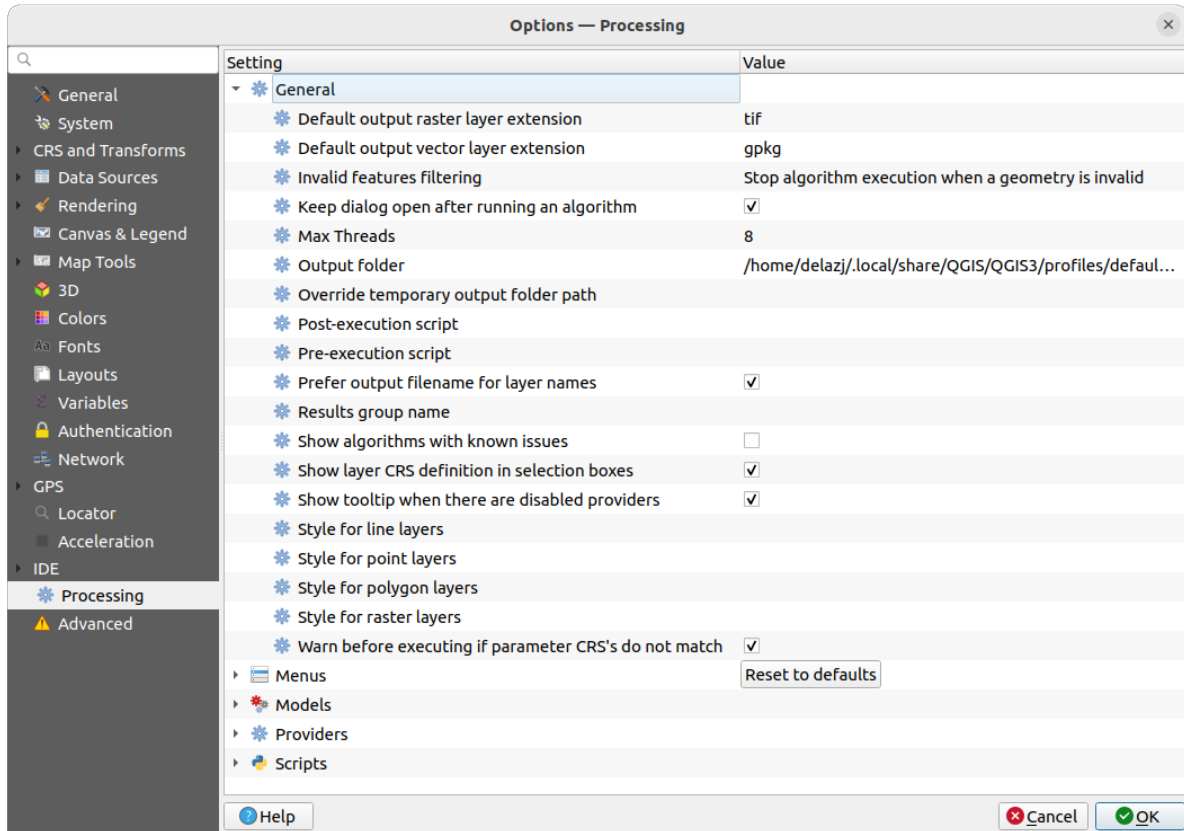 Options — Processing
General
System
CRS and Transforms
Data Sources
Rendering
Canvas & Legend
Map Tools
3D
Colors
Aa Fonts
Layouts
ε Variables
Authentication
Network
GPS
Locator
Acceleration
IDE
Processing
Advanced
Setting Value
General
Default output raster layer extension tif
Default output vector layer extension gpkg
Invalid features filtering Stop algorithm execution when a geometry is invalid
Keep dialog open after running an algorithm
Max Threads 8
Output folder /home/delazj/.local/share/QGIS/QGIS3/profiles/defaul...
Override temporary output folder path
Post-execution script
Pre-execution script
Prefer output filename for layer names
Results group name
Show algorithms with known issues
Show layer CRS definition in selection boxes
Show tooltip when there are disabled providers
Style for line layers
Style for point layers
Style for polygon layers
Style for raster layers
Warn before executing if parameter CRS's do not match
Menus Reset to defaults
Models
Providers
Scripts
Help Cancel OK